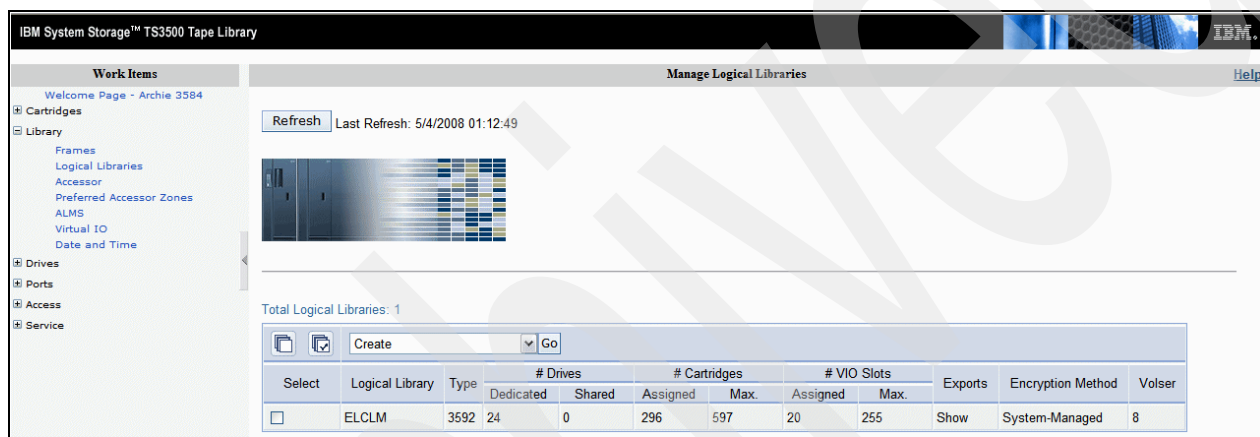 IBM System Storage™ TS3500 Tape Library
IBM.
Work Items
Manage Logical Libraries
Help
Welcome Page - Archie 3584
Cartridges
Library
Frames
Logical Libraries
Accessor
Preferred Accessor Zones
ALMS
Virtual IO
Date and Time
Drives
Ports
Access
Service
Refresh Last Refresh: 5/4/2008 01:12:49
Total Logical Libraries: 1
Create Go
Select Logical Library Type # Drives # Cartridges # VIO Slots Exports Encryption Method Volser
Dedicated Shared Assigned Max. Assigned Max.
ELCLM 3592 24 0 296 597 20 255 Show System-Managed 8